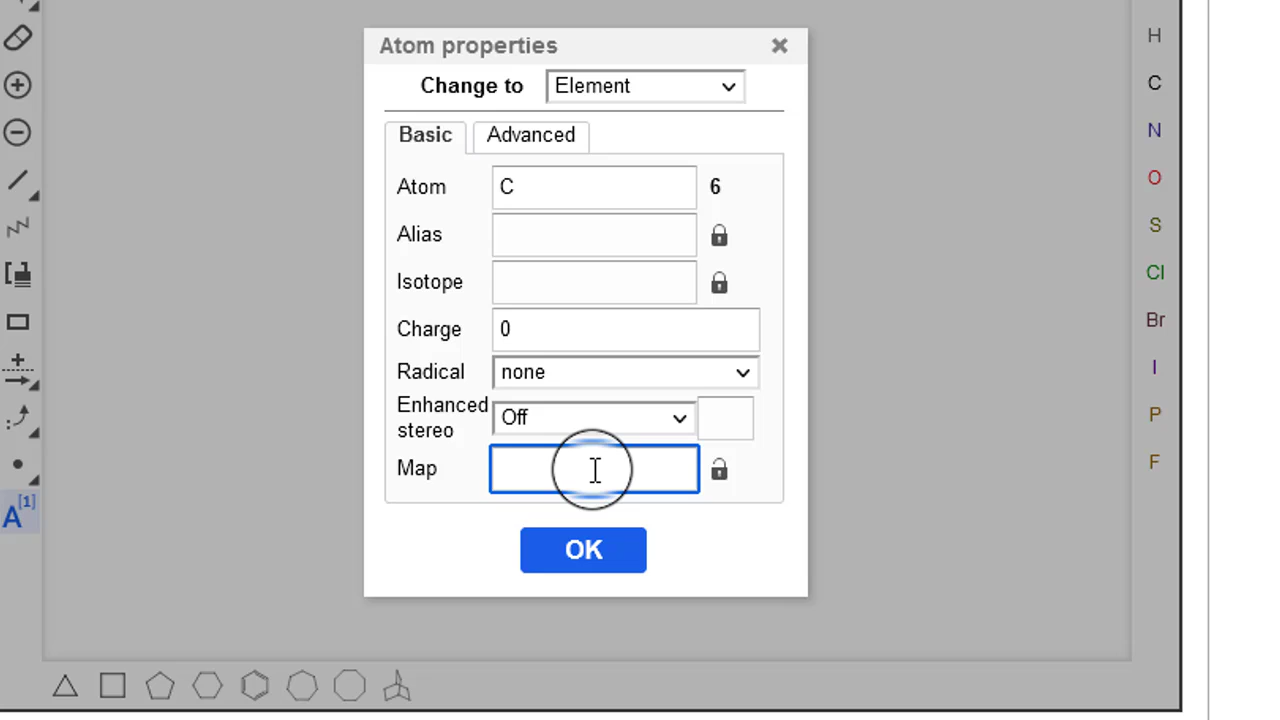 Atom properties
Change to Element
Basic Advanced
Atom C 6
Alias
Isotope
Charge 0
Radical none
Enhanced stereo Off
Map
OK
A[1]
H
C
N
O
S
Cl
Br
I
P
F